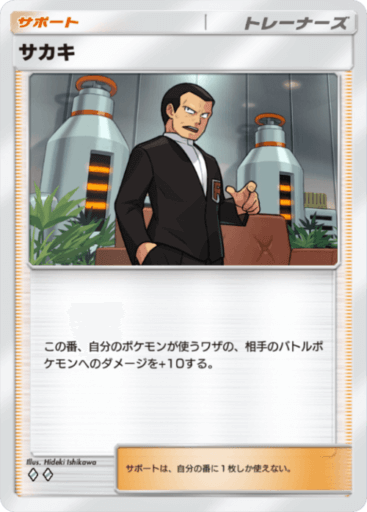 サポート
トレーナーズ
サカキ
この番、自分のポケモンが使うワザの、相手のバトルポ
ケモンへのダメージを+10する。
Illus. Hideki Ishikawa
サポートは、自分の番に1枚しか使えない。